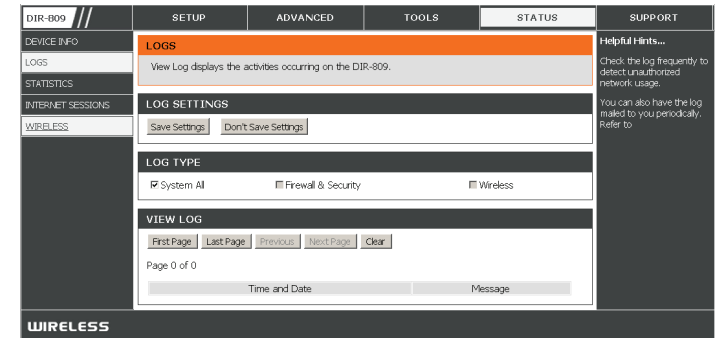 DIR-809
SETUP
ADVANCED
TOOLS
STATUS
SUPPORT
DEVICE INFO
LOGS
STATISTICS
INTERNET SESSIONS
WIRELESS
LOGS
View Log displays the activities occurring on the DIR-809.
LOG SETTINGS
Save Settings Don't Save Settings
LOG TYPE
System All Firewall & Security Wireless
VIEW LOG
First Page Last Page Previous Next Page Clear
Page 0 of 0
Time and Date Message
Helpful Hints...
Check the log frequently to
detect unauthorized
network usage.
You can also have the log
mailed to you periodically.
Refer to
WIRELESS